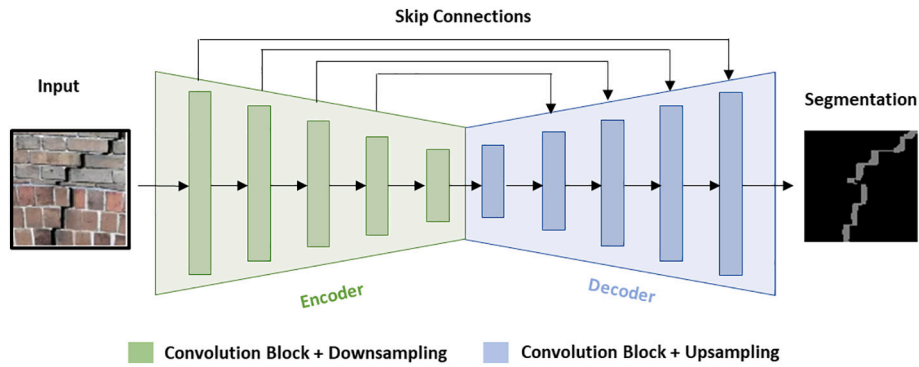 Skip Connections
Input
Segmentation
Encoder
Decoder
Convolution Block + Downsampling
Convolution Block + Upsampling